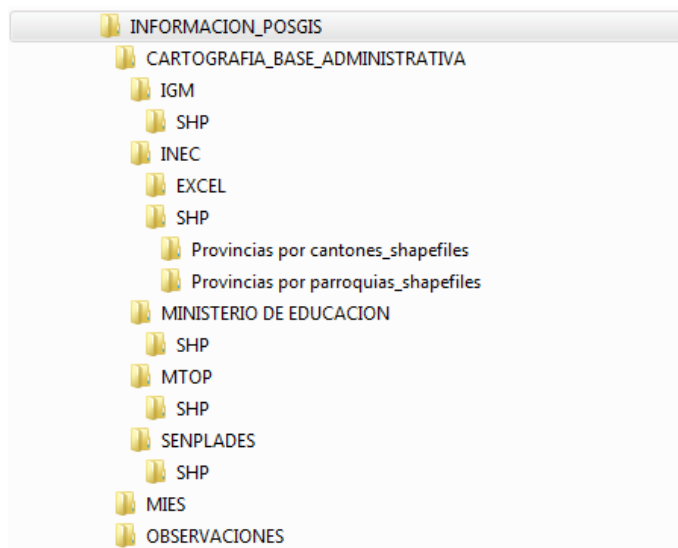 INFORMACION_POSGIS
CARTOGRAFIA_BASE_ADMINISTRATIVA
IGM
SHP
INEC
EXCEL
SHP
Provincias por cantones_shapefiles
Provincias por parroquias_shapefiles
MINISTERIO DE EDUCACION
SHP
MTOP
SHP
SENPLADES
SHP
MIES
OBSERVACIONES